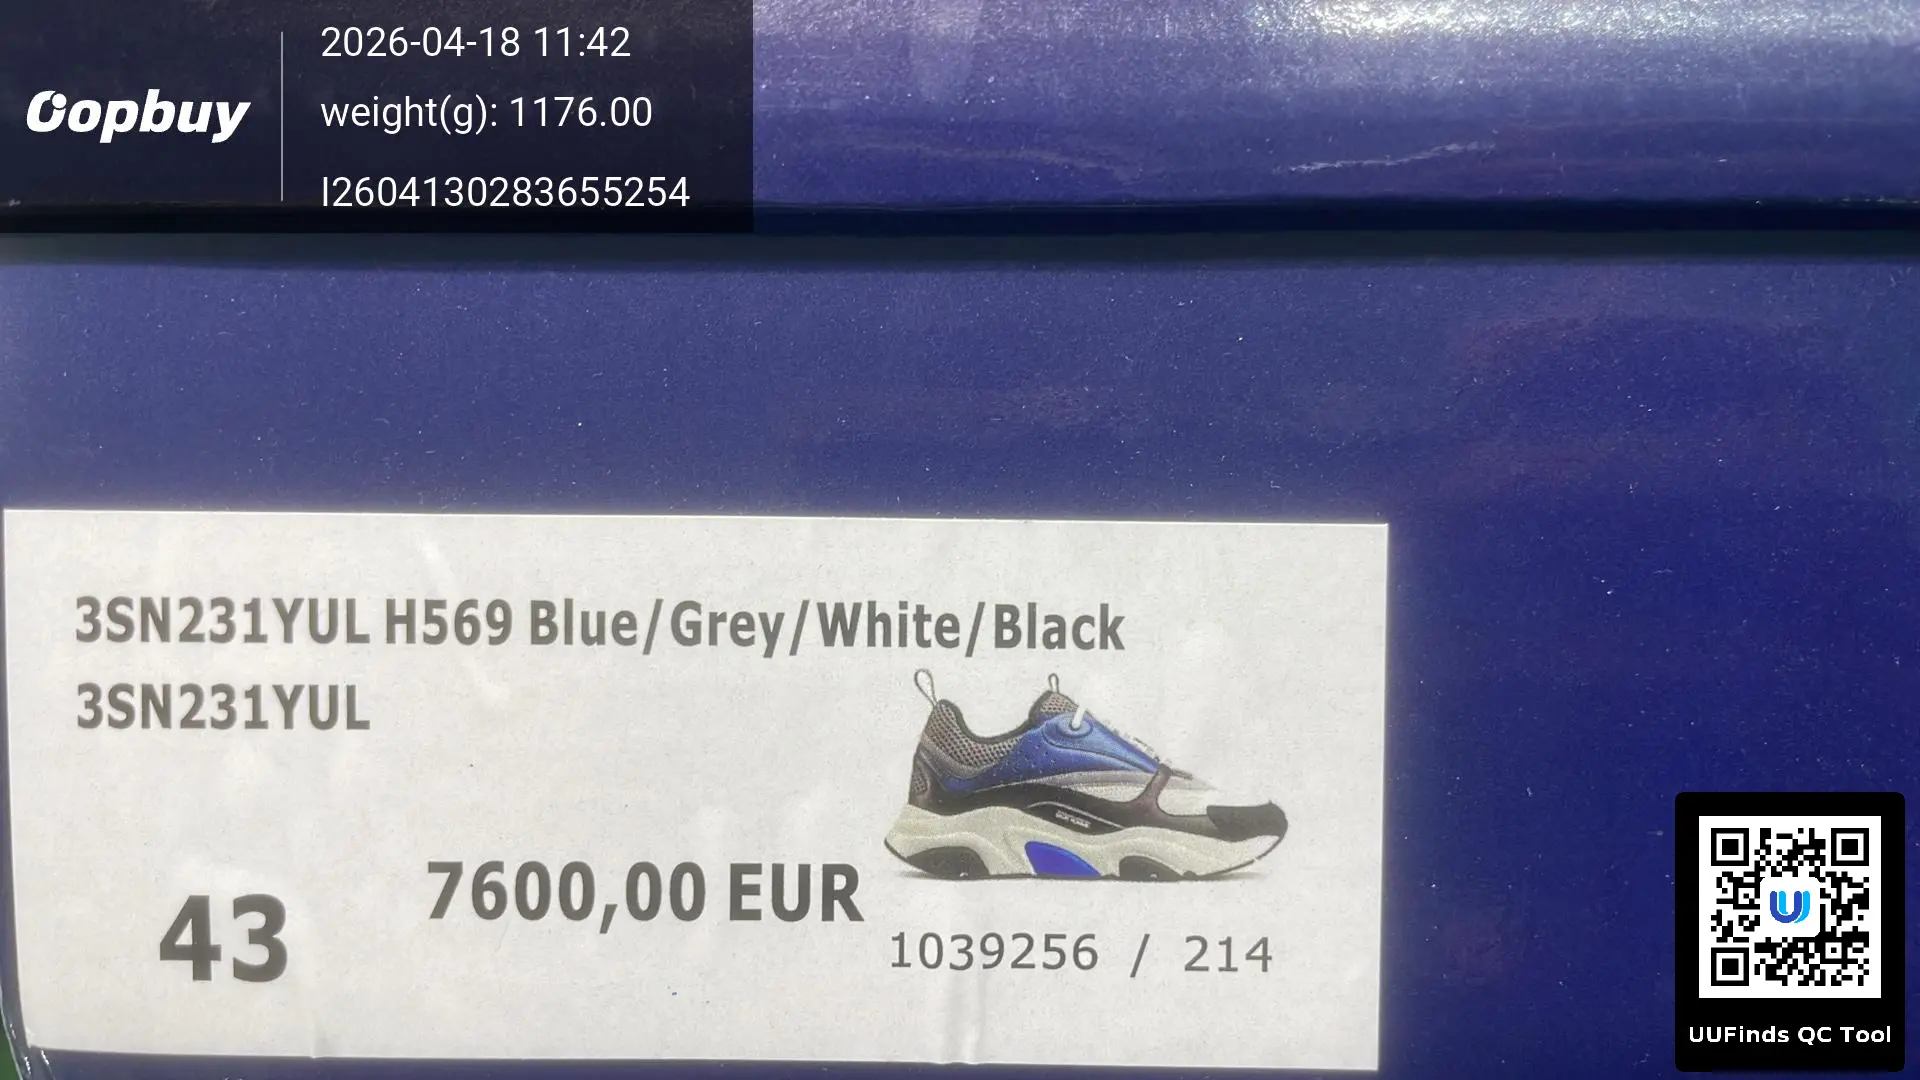 Oopbuy
2026-04-18 11:42
weight(g): 1176.00
I2604130283655254
3SN231YUL H569 Blue/Grey/White/Black
3SN231YUL
43
7600,00 EUR
1039256 / 214
UUFinds QC Tool